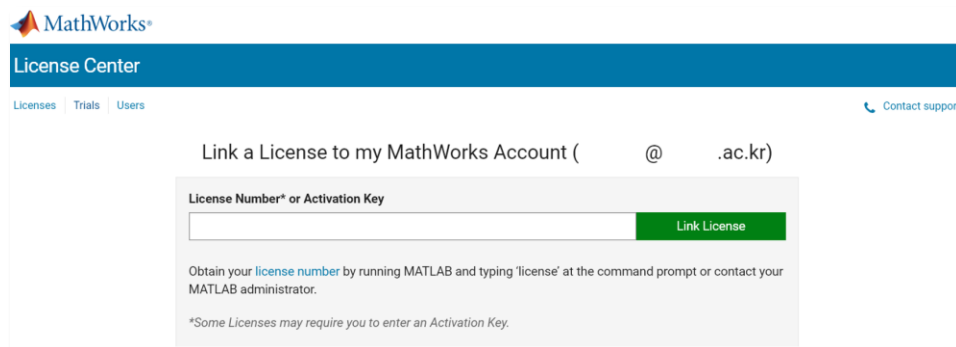 MathWorks®
License Center
Licenses Trials Users
Contact suppor
Link a License to my MathWorks Account ( @ .ac.kr)
License Number* or Activation Key
Link License
Obtain your license number by running MATLAB and typing 'license' at the command prompt or contact your
MATLAB administrator.
*Some Licenses may require you to enter an Activation Key.